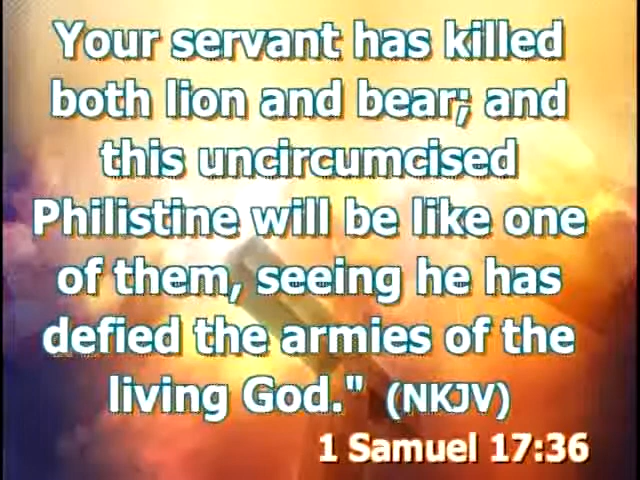 Your servant has killed
both lion and bear; and
this uncircumcised
Philistine will be like one
of them, seeing he has
defied the armies of the
living God." (NKJV)
1 Samuel 17:36